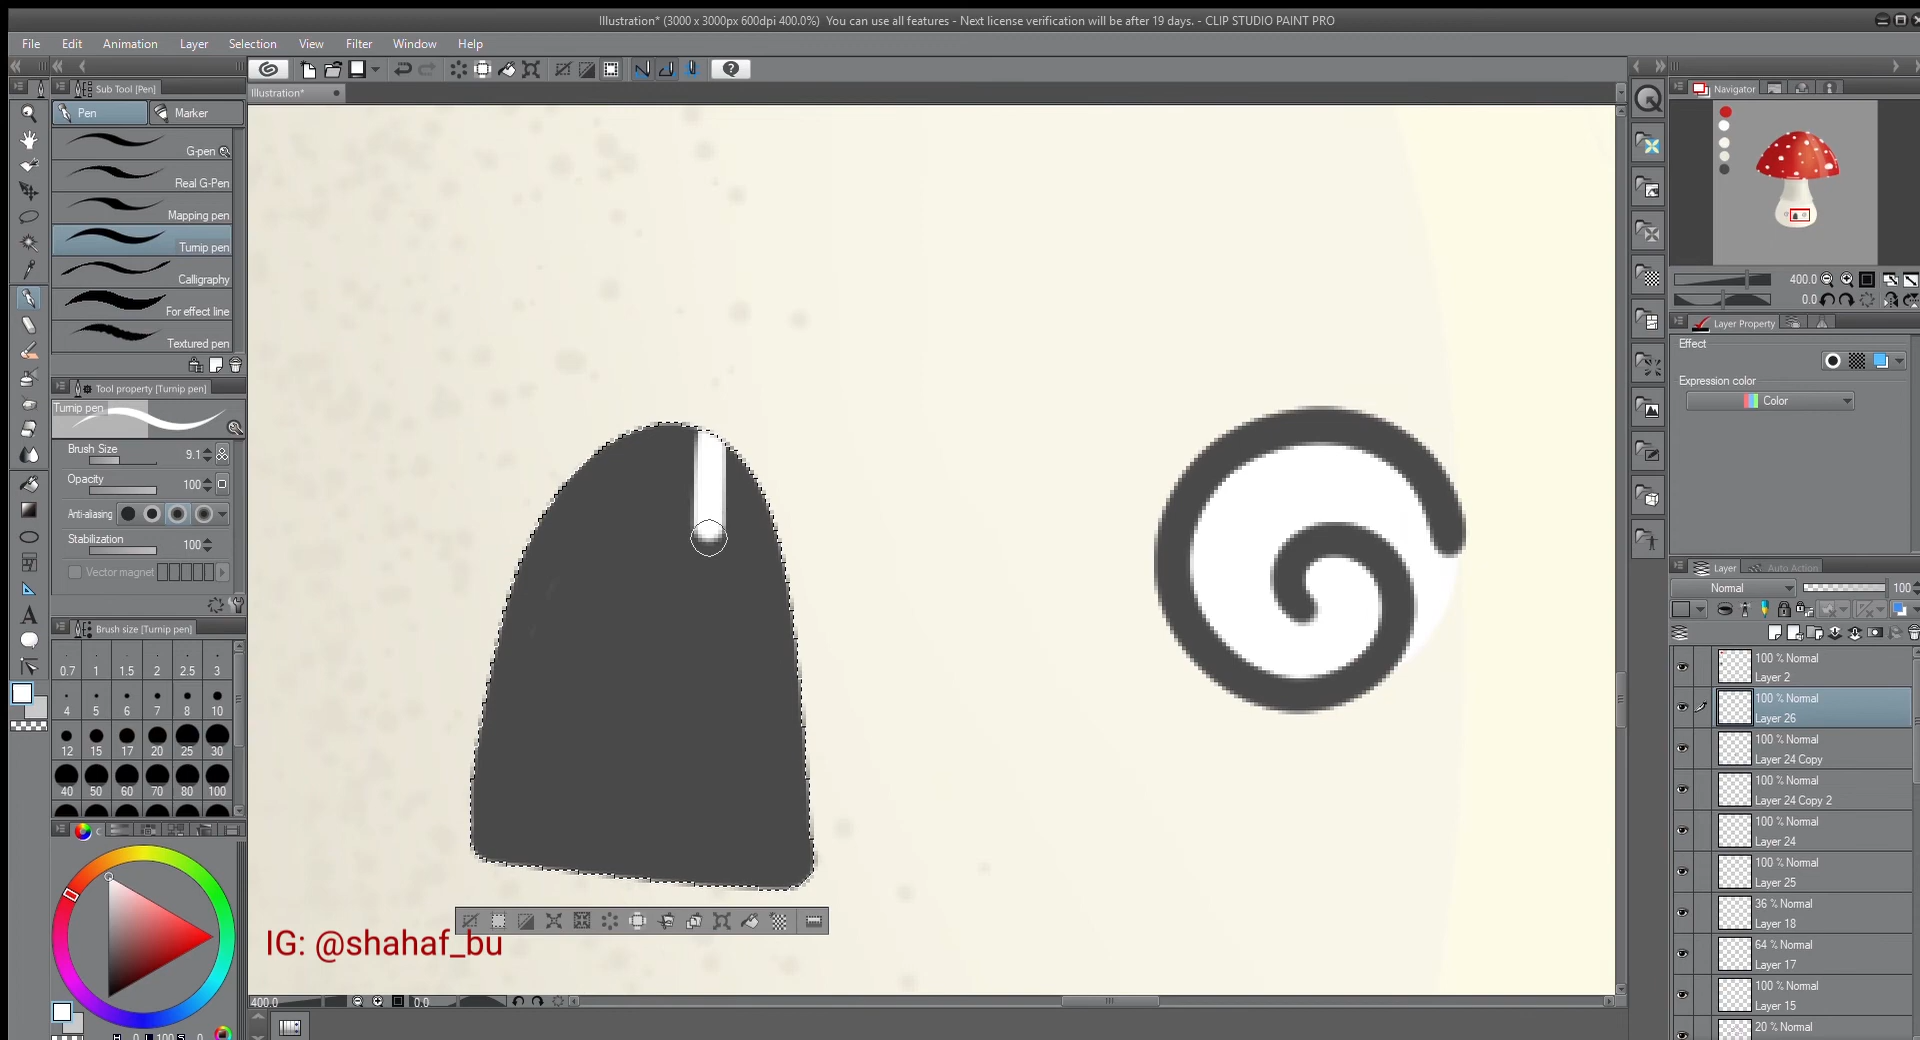 Illustration* (3000 x 3000px 600dpi 400.0%) You can use all features - Next license verification will be after 19 days. - CLIP STUDIO PAINT PRO
File Edit Animation Layer Selection View Filter Window Help
Sub Tool [Pen]
Pen Marker
G-pen
Real G-Pen
Mapping pen
Turnip pen
Calligraphy
For effect line
Textured pen
Tool property [Turnip pen]
Turnip pen
Brush Size 9.1
Opacity 100
Anti-aliasing
Stabilization 100
Vector magnet
Brush size [Turnip pen]
0.7 1 1.5 2 2.5 3
4 5 6 7 8 10
12 15 17 20 25 30
40 50 60 70 80 100
Illustration*
IG: @shahaf_bu
400.0 0.0
Navigator
400.0
0.0
Layer Property
Effect
Expression color
Color
Layer Auto Action
Normal 100
100 % Normal
Layer 2
100 % Normal
Layer 26
100 % Normal
Layer 24 Copy
100 % Normal
Layer 24 Copy 2
100 % Normal
Layer 24
100 % Normal
Layer 25
36 % Normal
Layer 18
64 % Normal
Layer 17
100 % Normal
Layer 15
20 % Normal